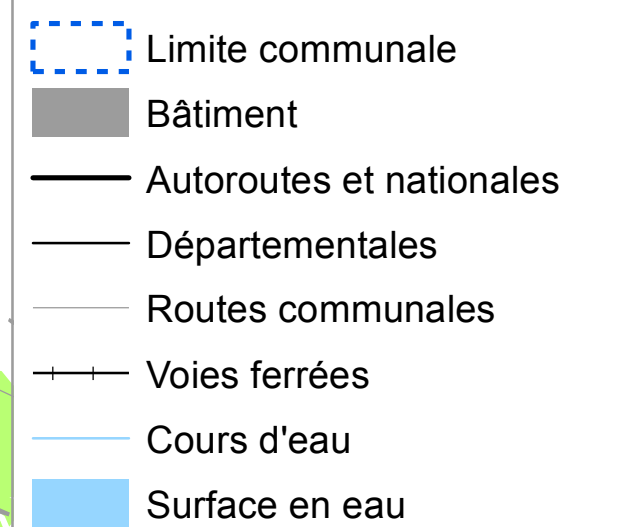 Limite communale
Bâtiment
Autoroutes et nationales
Départementales
Routes communales
Voies ferrées
Cours d'eau
Surface en eau